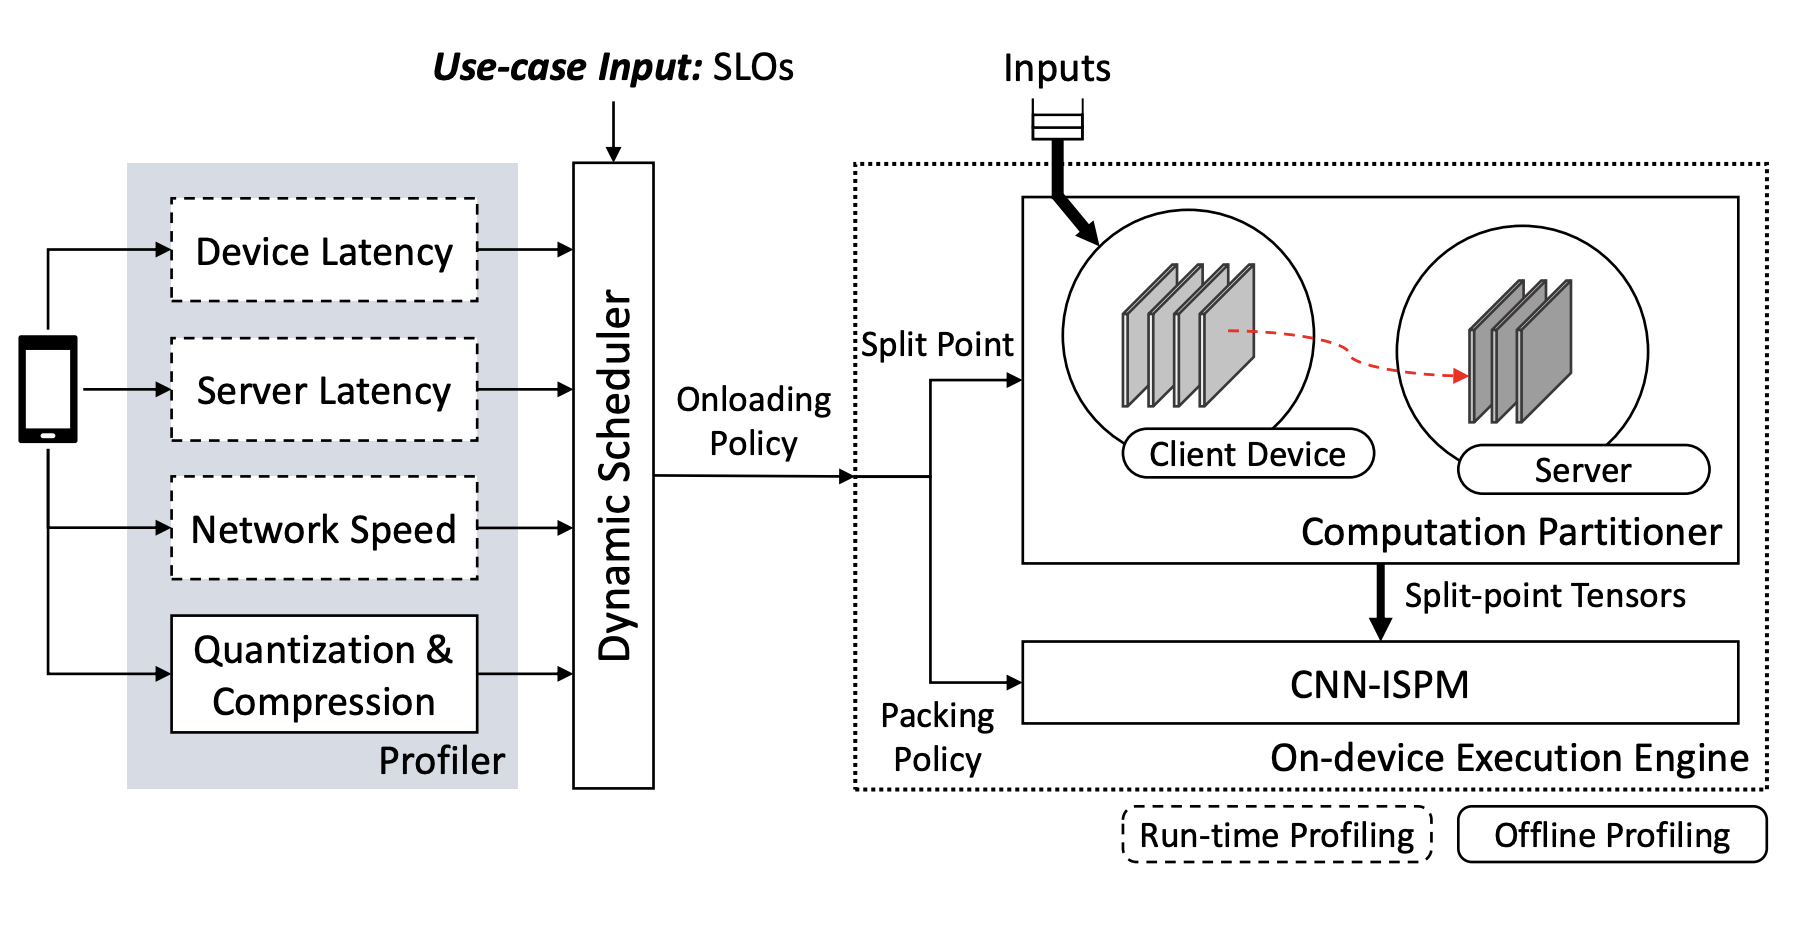 Use-case Input: SLOs
Inputs
Device Latency
Server Latency
Network Speed
Quantization &
Compression
Profiler
Dynamic Scheduler
Onloading
Policy
Split Point
Packing
Policy
Client Device
Server
Computation Partitioner
Split-point Tensors
CNN-ISPM
On-device Execution Engine
Run-time Profiling
Offline Profiling